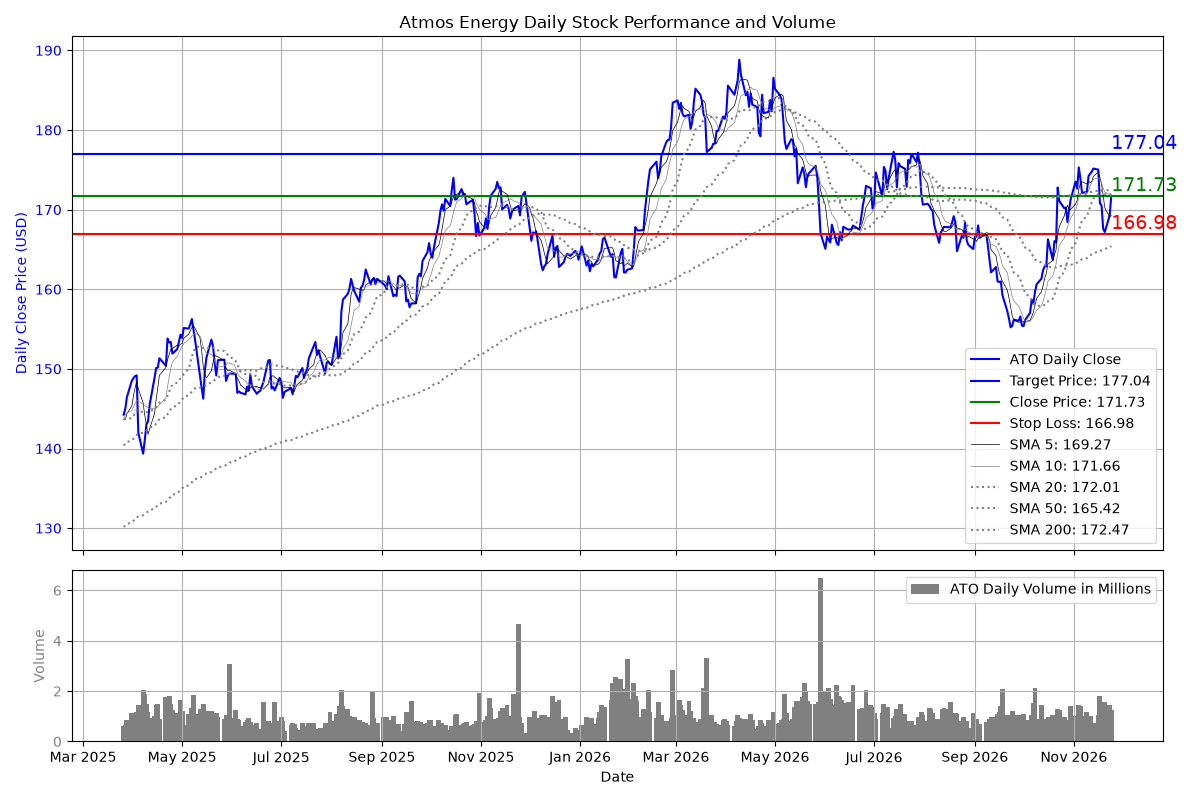 Atmos Energy Daily Stock Performance and Volume
Daily Close Price (USD)
190
180
170
160
150
140
130
177.04
171.73
166.98
ATO Daily Close
Target Price: 177.04
Close Price: 171.73
Stop Loss: 166.98
SMA 5: 169.27
SMA 10: 171.66
SMA 20: 172.01
SMA 50: 165.42
SMA 200: 172.47
Volume
6
4
2
0
ATO Daily Volume in Millions
Mar 2025 May 2025 Jul 2025 Sep 2025 Nov 2025 Jan 2026 Mar 2026 May 2026 Jul 2026 Sep 2026 Nov 2026
Date